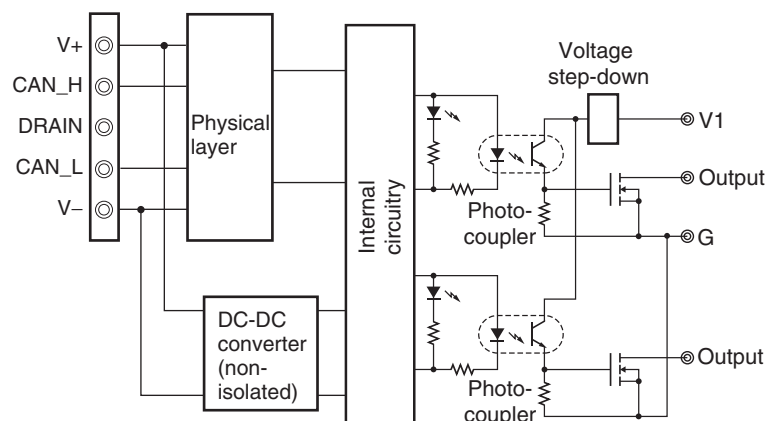 V+
CAN_H
DRAIN
CAN_L
V–
Physical
layer
DC-DC
converter
(non-
isolated)
Internal
circuitry
Voltage
step-down
V1
Output
Photo-
coupler
G
Output
Photo-
coupler